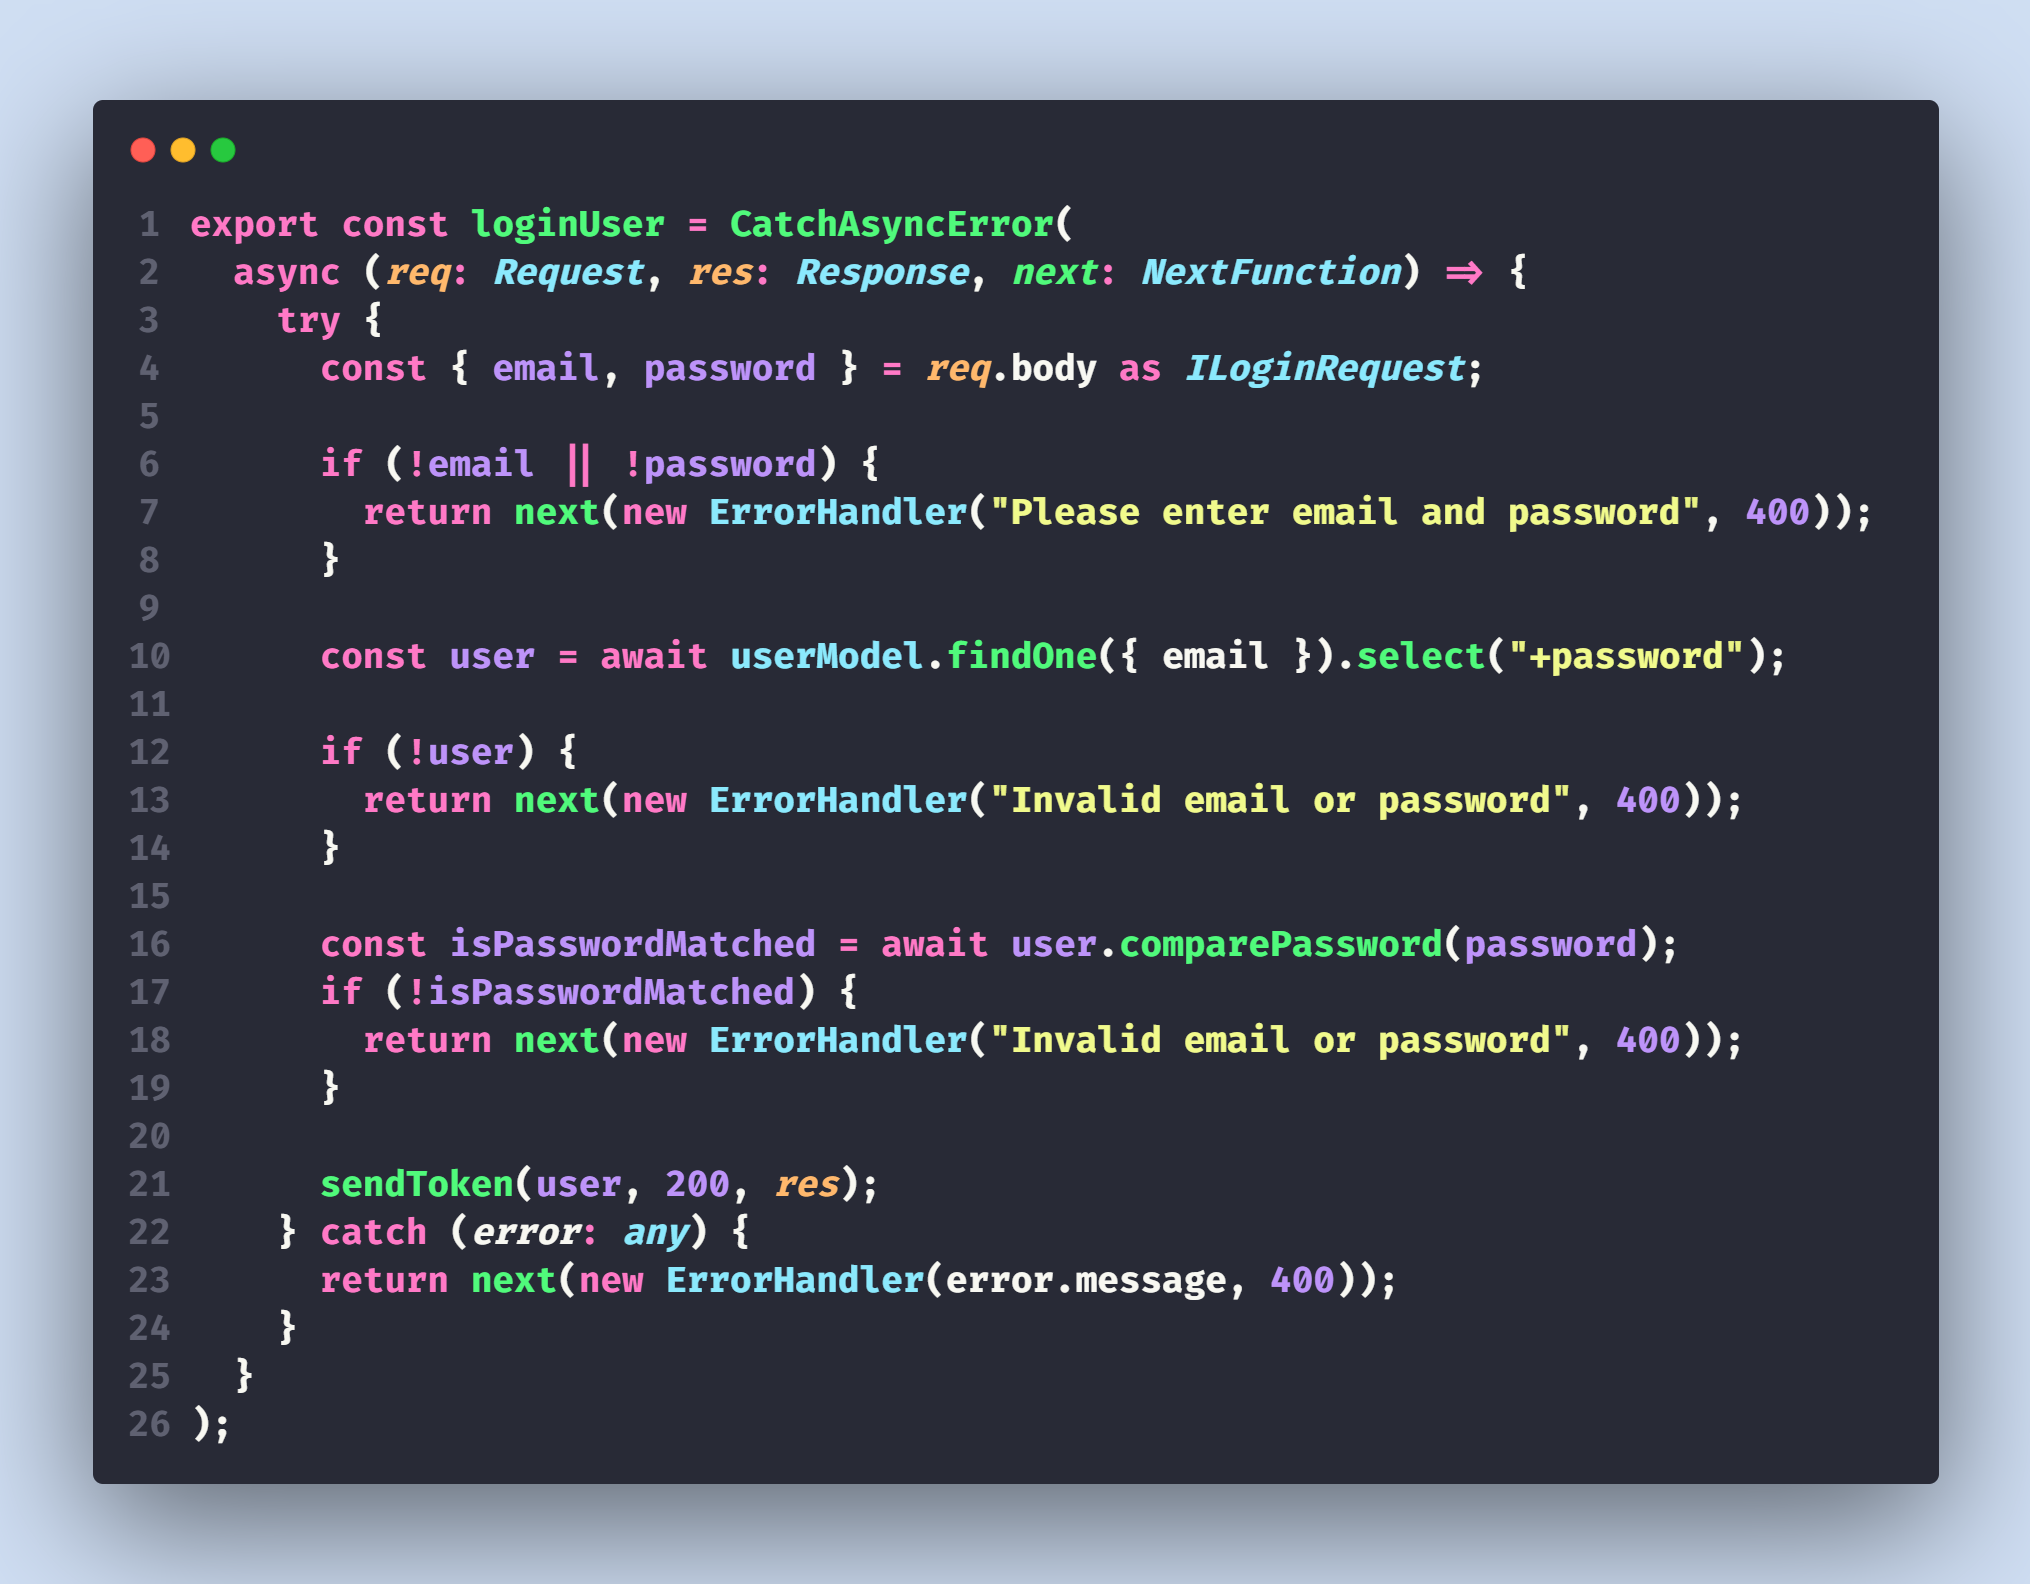 1 export const loginUser = CatchAsyncError(
2   async (req: Request, res: Response, next: NextFunction) => {
3     try {
4       const { email, password } = req.body as ILoginRequest;
5
6       if (!email || !password) {
7         return next(new ErrorHandler("Please enter email and password", 400));
8       }
9
10       const user = await userModel.findOne({ email }).select("+password");
11
12       if (!user) {
13         return next(new ErrorHandler("Invalid email or password", 400));
14       }
15
16       const isPasswordMatched = await user.comparePassword(password);
17       if (!isPasswordMatched) {
18         return next(new ErrorHandler("Invalid email or password", 400));
19       }
20
21       sendToken(user, 200, res);
22     } catch (error: any) {
23       return next(new ErrorHandler(error.message, 400));
24     }
25   }
26 );